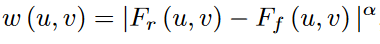 w (u, v) = |F_r (u, v) − F_f (u, v) |^α